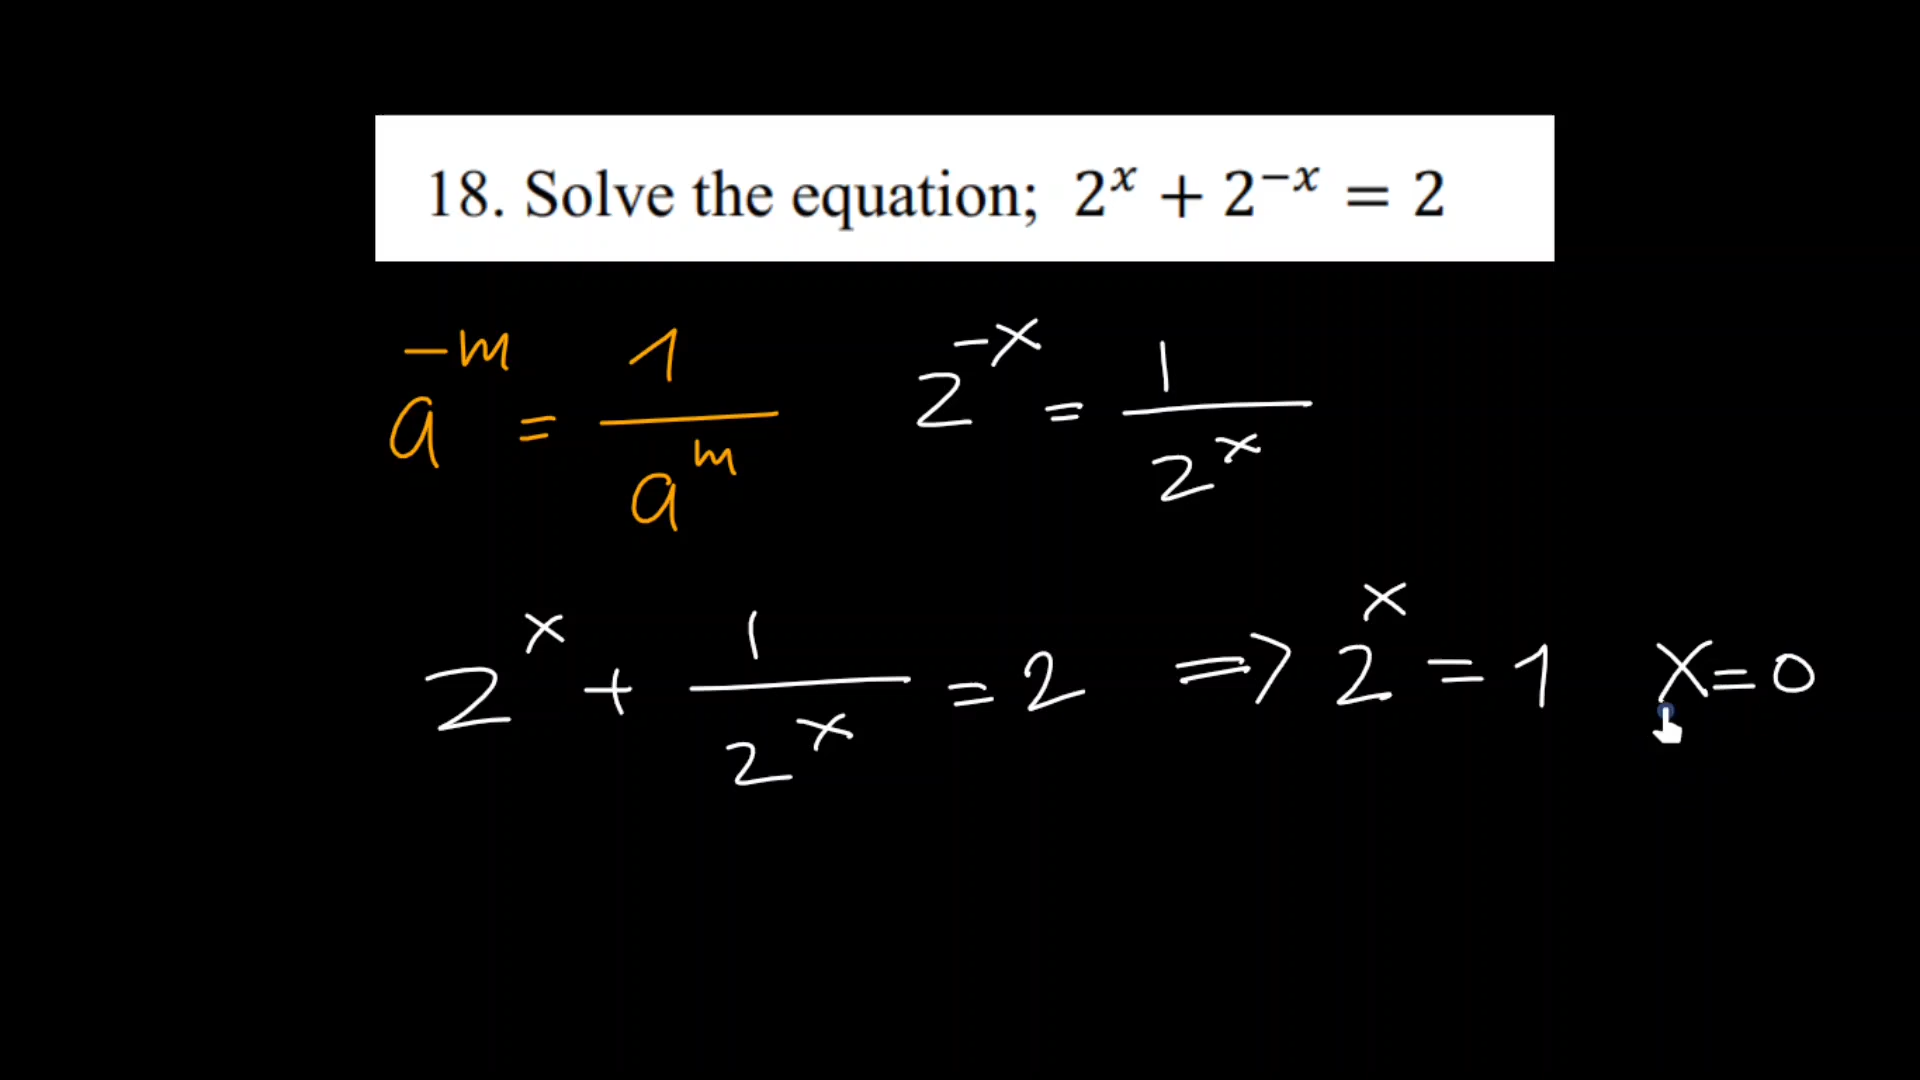 18. Solve the equation; 2^x + 2^{-x} = 2
a^{-m} = 1/a^m    2^{-x} = 1/2^x
2^x + 1/2^x = 2 ⇒ 2^x = 1    x = 0